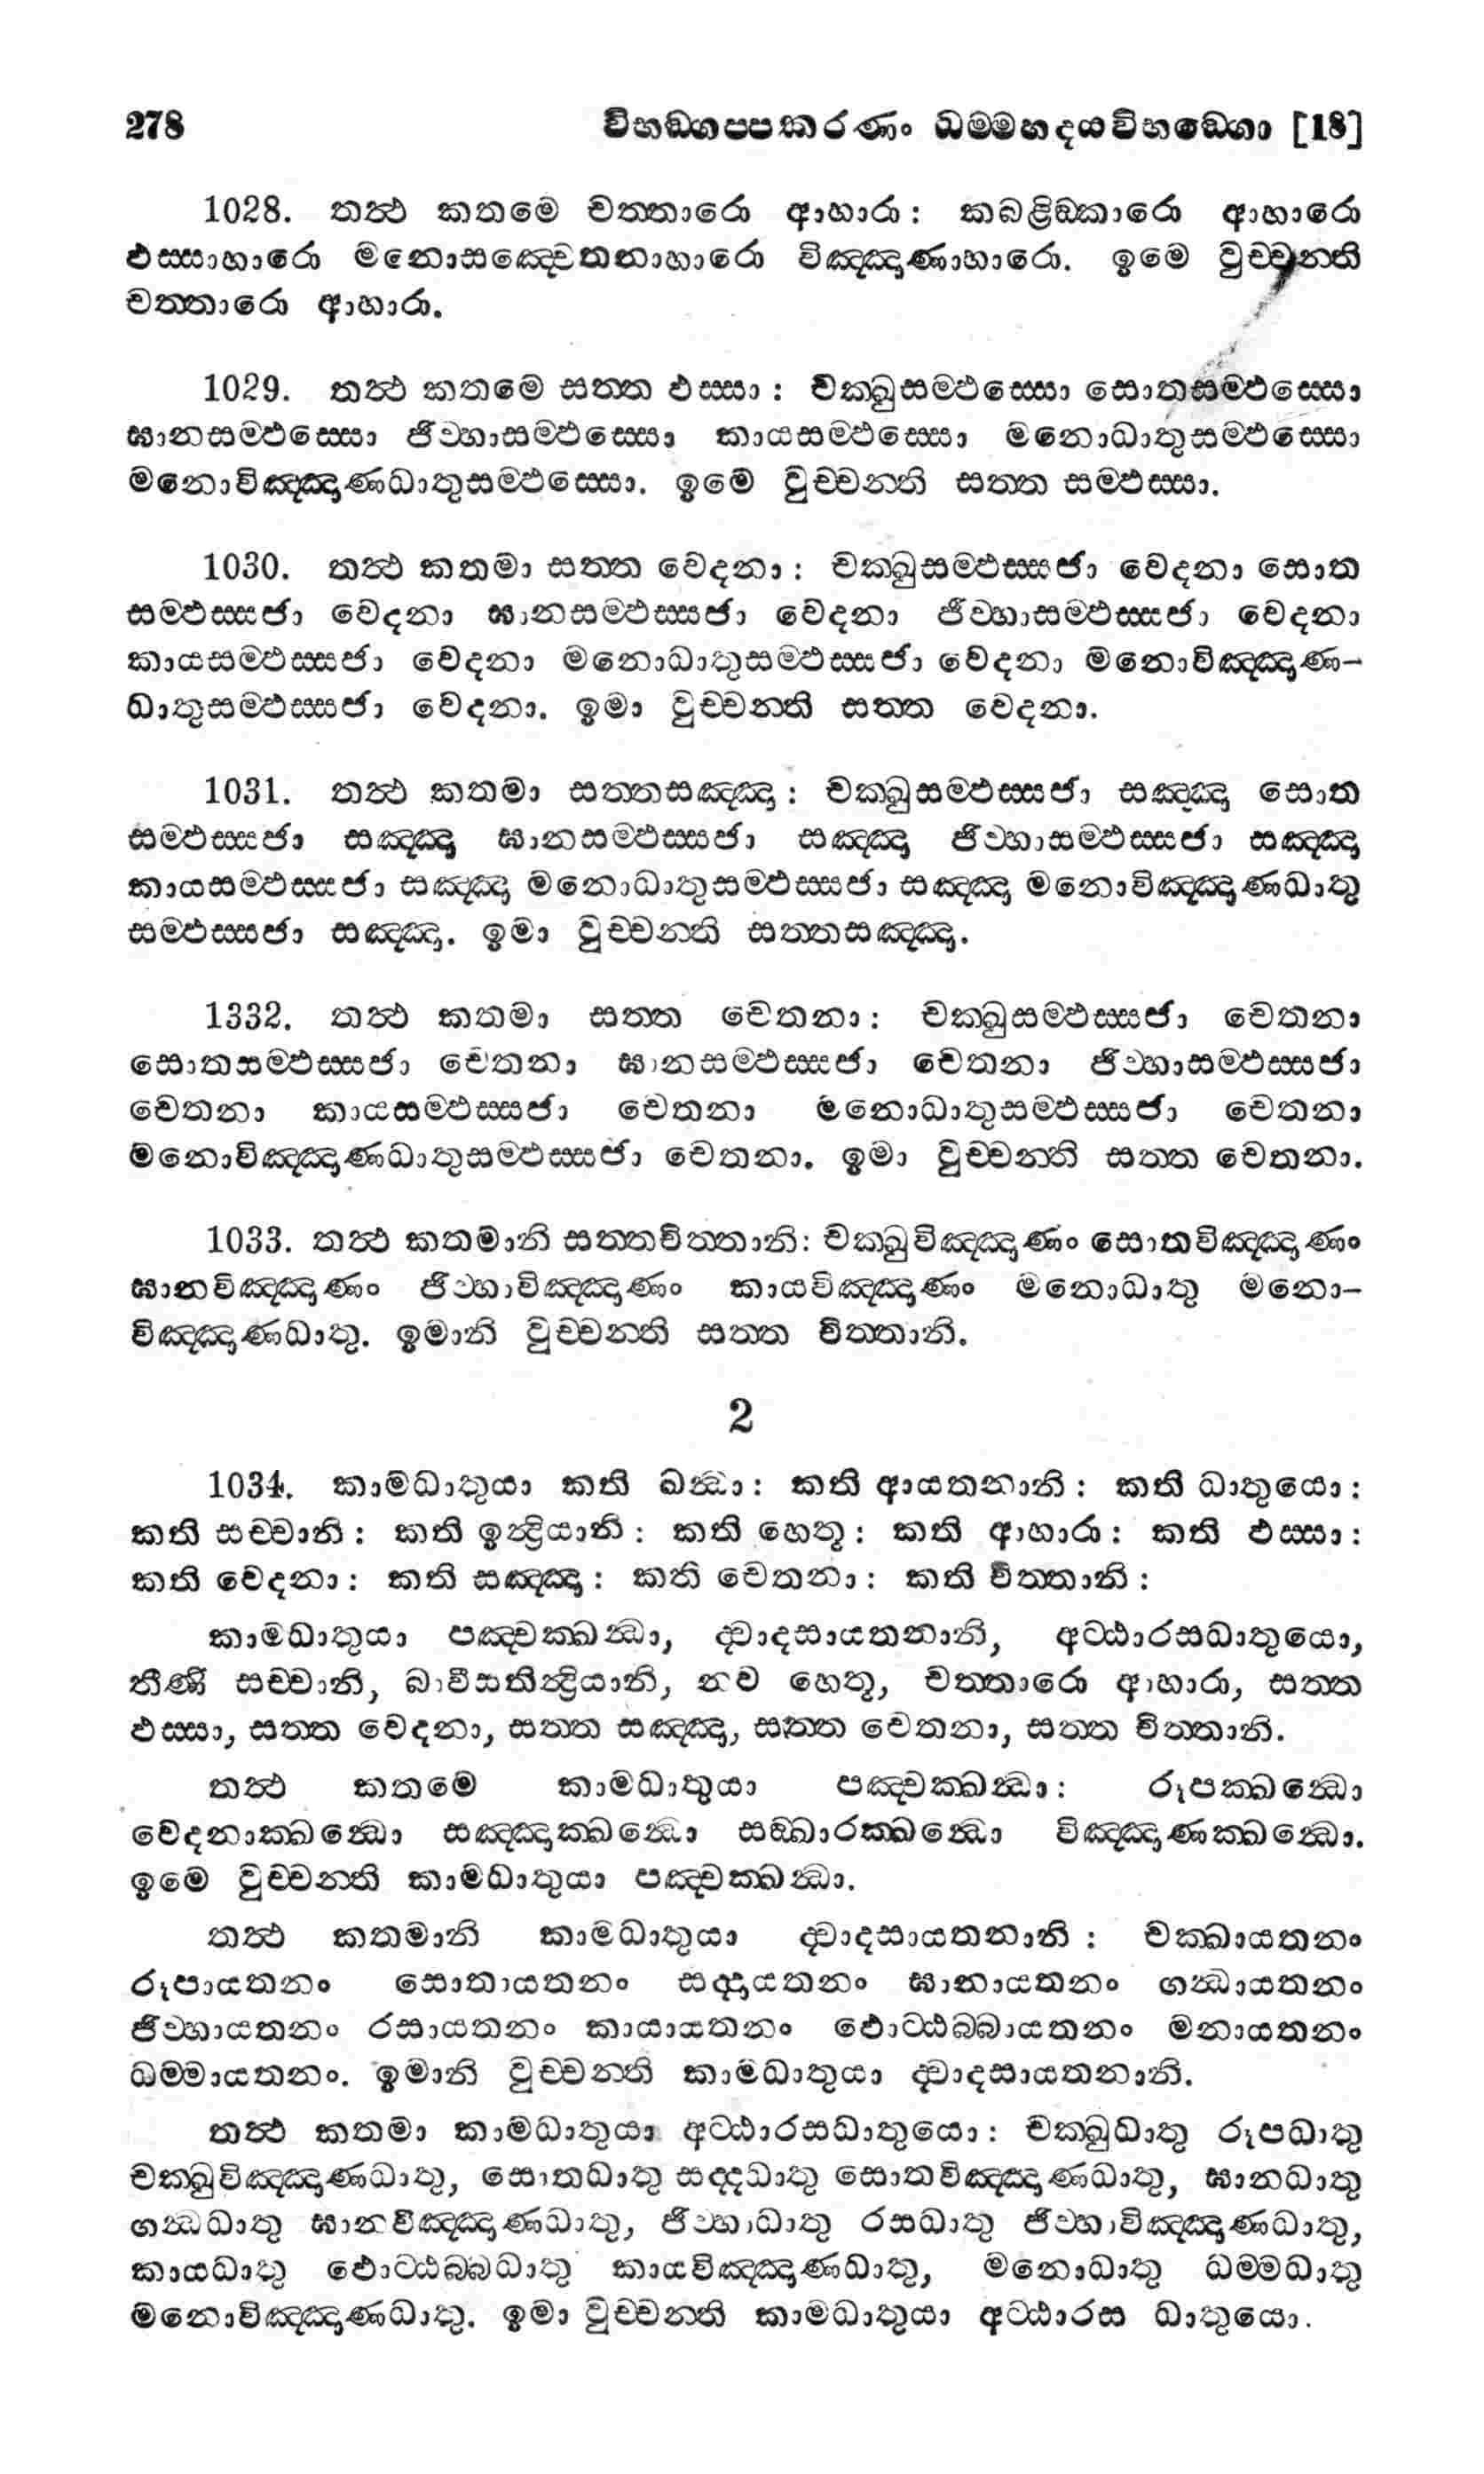 278 විභඞ්ගප්පකරණං ධම්මහදයවිභඞ්ගො [18]
1028. තත්ථ කතමෙ චත්තාරො ආහාරා: කබළිඞ්කාරො ආහාරො
ඵස්සාහාරො මනොසඤ්චෙතනාහාරො විඤ්ඤාණාහාරො. ඉමෙ වුච්චන්ති
චත්තාරො ආහාරා.
1029. තත්ථ කතමෙ සත්ත ඵස්සා: චක්ඛුසම්ඵස්සො සොතසම්ඵස්සො
ඝානසම්ඵස්සො ජිව්හාසම්ඵස්සො කායසම්ඵස්සො මනොධාතුසම්ඵස්සො
මනොවිඤ්ඤාණධාතුසම්ඵස්සො. ඉමෙ වුච්චන්ති සත්ත සම්ඵස්සා.
1030. තත්ථ කතමා සත්ත වෙදනා: චක්ඛුසම්ඵස්සජා වෙදනා සොත
සම්ඵස්සජා වෙදනා ඝානසම්ඵස්සජා වෙදනා ජිව්හාසම්ඵස්සජා වෙදනා
කායසම්ඵස්සජා වෙදනා මනොධාතුසම්ඵස්සජා වෙදනා මනොවිඤ්ඤාණ-
ධාතුසම්ඵස්සජා වෙදනා. ඉමා වුච්චන්ති සත්ත වෙදනා.
1031. තත්ථ කතමා සත්තසඤ්ඤා: චක්ඛුසම්ඵස්සජා සඤ්ඤා සොත
සම්ඵස්සජා සඤ්ඤා ඝානසම්ඵස්සජා සඤ්ඤා ජිව්හාසම්ඵස්සජා සඤ්ඤා
කායසම්ඵස්සජා සඤ්ඤා මනොධාතුසම්ඵස්සජා සඤ්ඤා මනොවිඤ්ඤාණධාතු
සම්ඵස්සජා සඤ්ඤා. ඉමා වුච්චන්ති සත්තසඤ්ඤා.
1332. තත්ථ කතමා සත්ත චෙතනා: චක්ඛුසම්ඵස්සජා චෙතනා
සොතසම්ඵස්සජා චෙතනා ඝානසම්ඵස්සජා චෙතනා ජිව්හාසම්ඵස්සජා
චෙතනා කායසම්ඵස්සජා චෙතනා මනොධාතුසම්ඵස්සජා චෙතනා
මනොවිඤ්ඤාණධාතුසම්ඵස්සජා චෙතනා. ඉමා වුච්චන්ති සත්ත චෙතනා.
1033. තත්ථ කතමානි සත්තචිත්තානි: චක්ඛුවිඤ්ඤාණං සොතවිඤ්ඤාණං
ඝානවිඤ්ඤාණං ජිව්හාවිඤ්ඤාණං කායවිඤ්ඤාණං මනොධාතු මනො-
විඤ්ඤාණධාතු. ඉමානි වුච්චන්ති සත්ත චිත්තානි.
2
1034. කාමධාතුයා කති ඛන්ධා: කති ආයතනානි: කති ධාතුයො:
කති සච්චානි: කති ඉන්ද්‍රියානි: කති හෙතූ: කති ආහාරා: කති ඵස්සා:
කති වෙදනා: කති සඤ්ඤා: කති චෙතනා: කති චිත්තානි:
කාමධාතුයා පඤ්චක්ඛන්ධා, ද්වාදසායතනානි, අට්ඨාරසධාතුයො,
තීණි සච්චානි, බාවීසතින්ද්‍රියානි, නව හෙතූ, චත්තාරො ආහාරා, සත්ත
ඵස්සා, සත්ත වෙදනා, සත්ත සඤ්ඤා, සත්ත චෙතනා, සත්ත චිත්තානි.
තත්ථ කතමෙ කාමධාතුයා පඤ්චක්ඛන්ධා: රූපක්ඛන්ධො
වෙදනාක්ඛන්ධො සඤ්ඤාක්ඛන්ධො සඞ්ඛාරක්ඛන්ධො විඤ්ඤාණක්ඛන්ධො.
ඉමෙ වුච්චන්ති කාමධාතුයා පඤ්චක්ඛන්ධා.
තත්ථ කතමානි කාමධාතුයා ද්වාදසායතනානි: චක්ඛායතනං
රූපායතනං සොතායතනං සද්දායතනං ඝානායතනං ගන්ධායතනං
ජිව්හායතනං රසායතනං කායායතනං ඵොට්ඨබ්බායතනං මනායතනං
ධම්මායතනං. ඉමානි වුච්චන්ති කාමධාතුයා ද්වාදසායතනානි.
තත්ථ කතමා කාමධාතුයා අට්ඨාරසධාතුයො: චක්ඛුධාතු රූපධාතු
චක්ඛුවිඤ්ඤාණධාතු, සොතධාතු සද්දධාතු සොතවිඤ්ඤාණධාතු, ඝානධාතු
ගන්ධධාතු ඝානවිඤ්ඤාණධාතු, ජිව්හාධාතු රසධාතු ජිව්හාවිඤ්ඤාණධාතු,
කායධාතු ඵොට්ඨබ්බධාතු කායවිඤ්ඤාණධාතු, මනොධාතු ධම්මධාතු
මනොවිඤ්ඤාණධාතු. ඉමා වුච්චන්ති කාමධාතුයා අට්ඨාරස ධාතුයො.